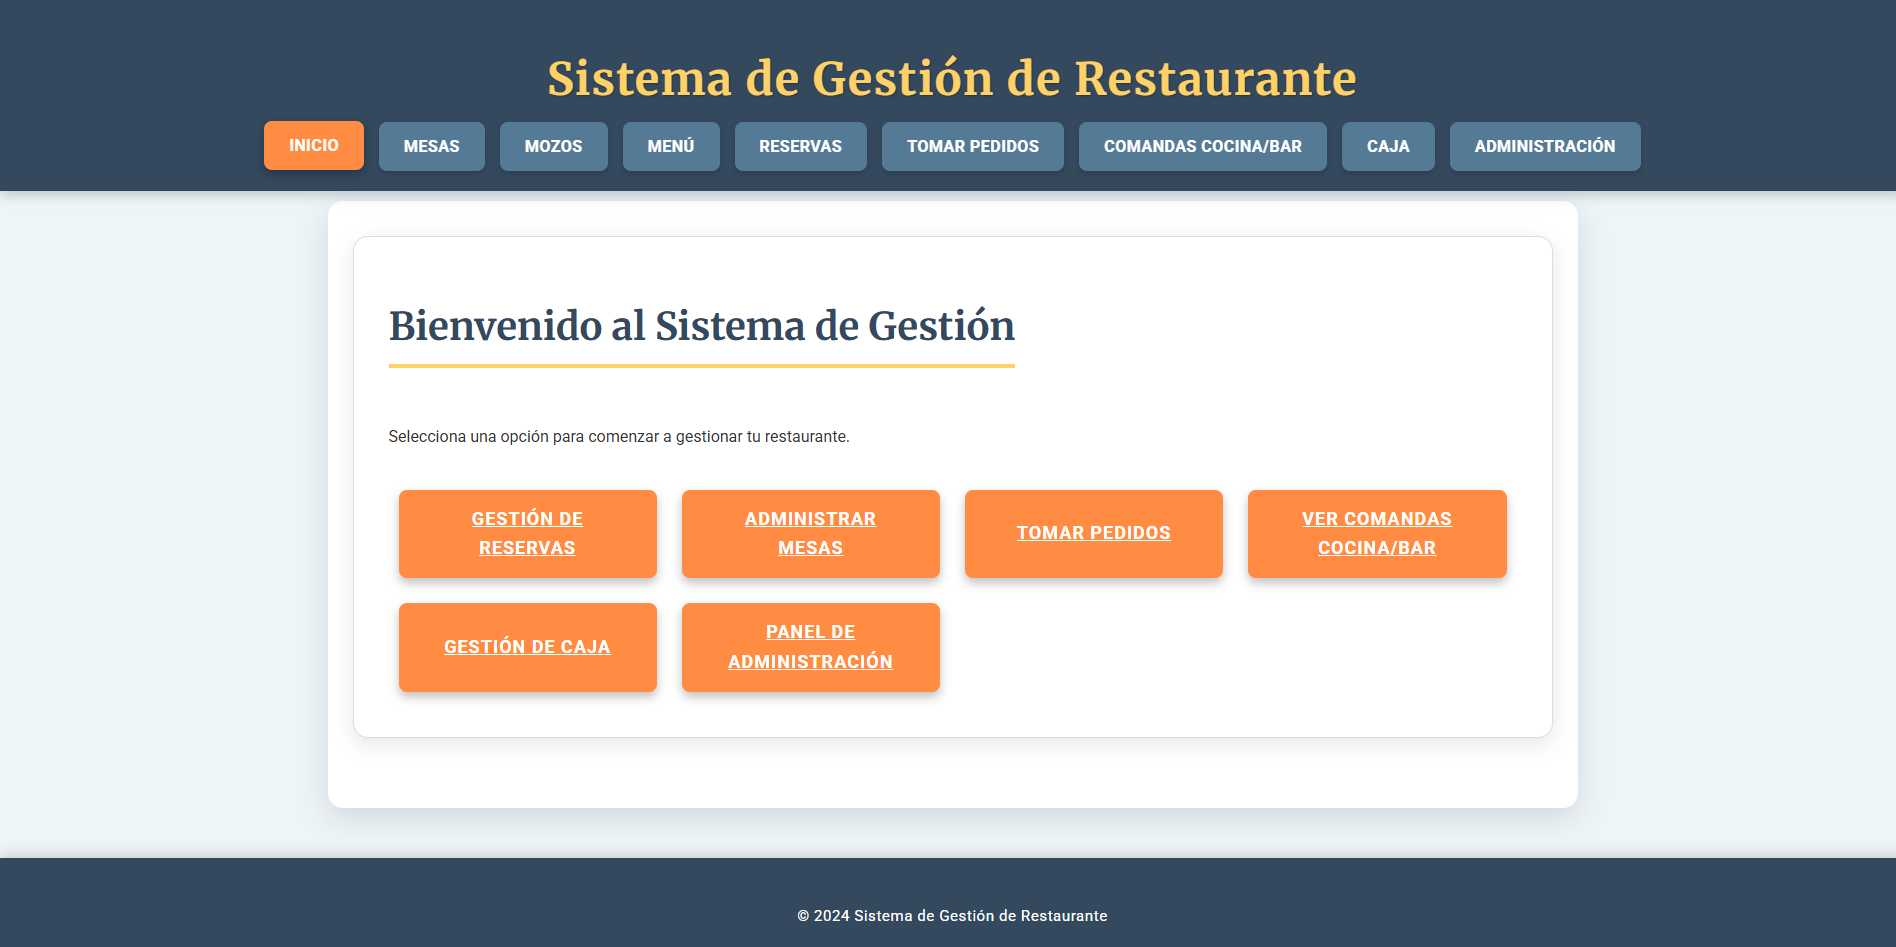 Sistema de Gestión de Restaurante
INICIO
MESAS
MOZOS
MENÚ
RESERVAS
TOMAR PEDIDOS
COMANDAS COCINA/BAR
CAJA
ADMINISTRACIÓN
Bienvenido al Sistema de Gestión
Selecciona una opción para comenzar a gestionar tu restaurante.
GESTIÓN DE
RESERVAS
ADMINISTRAR
MESAS
TOMAR PEDIDOS
VER COMANDAS
COCINA/BAR
GESTIÓN DE CAJA
PANEL DE
ADMINISTRACIÓN
© 2024 Sistema de Gestión de Restaurante